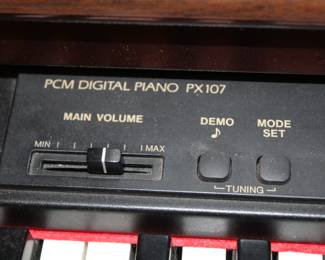 PCM DIGITAL PIANO PX107
MAIN VOLUME
MIN MAX
DEMO
MODE
SET
TUNING